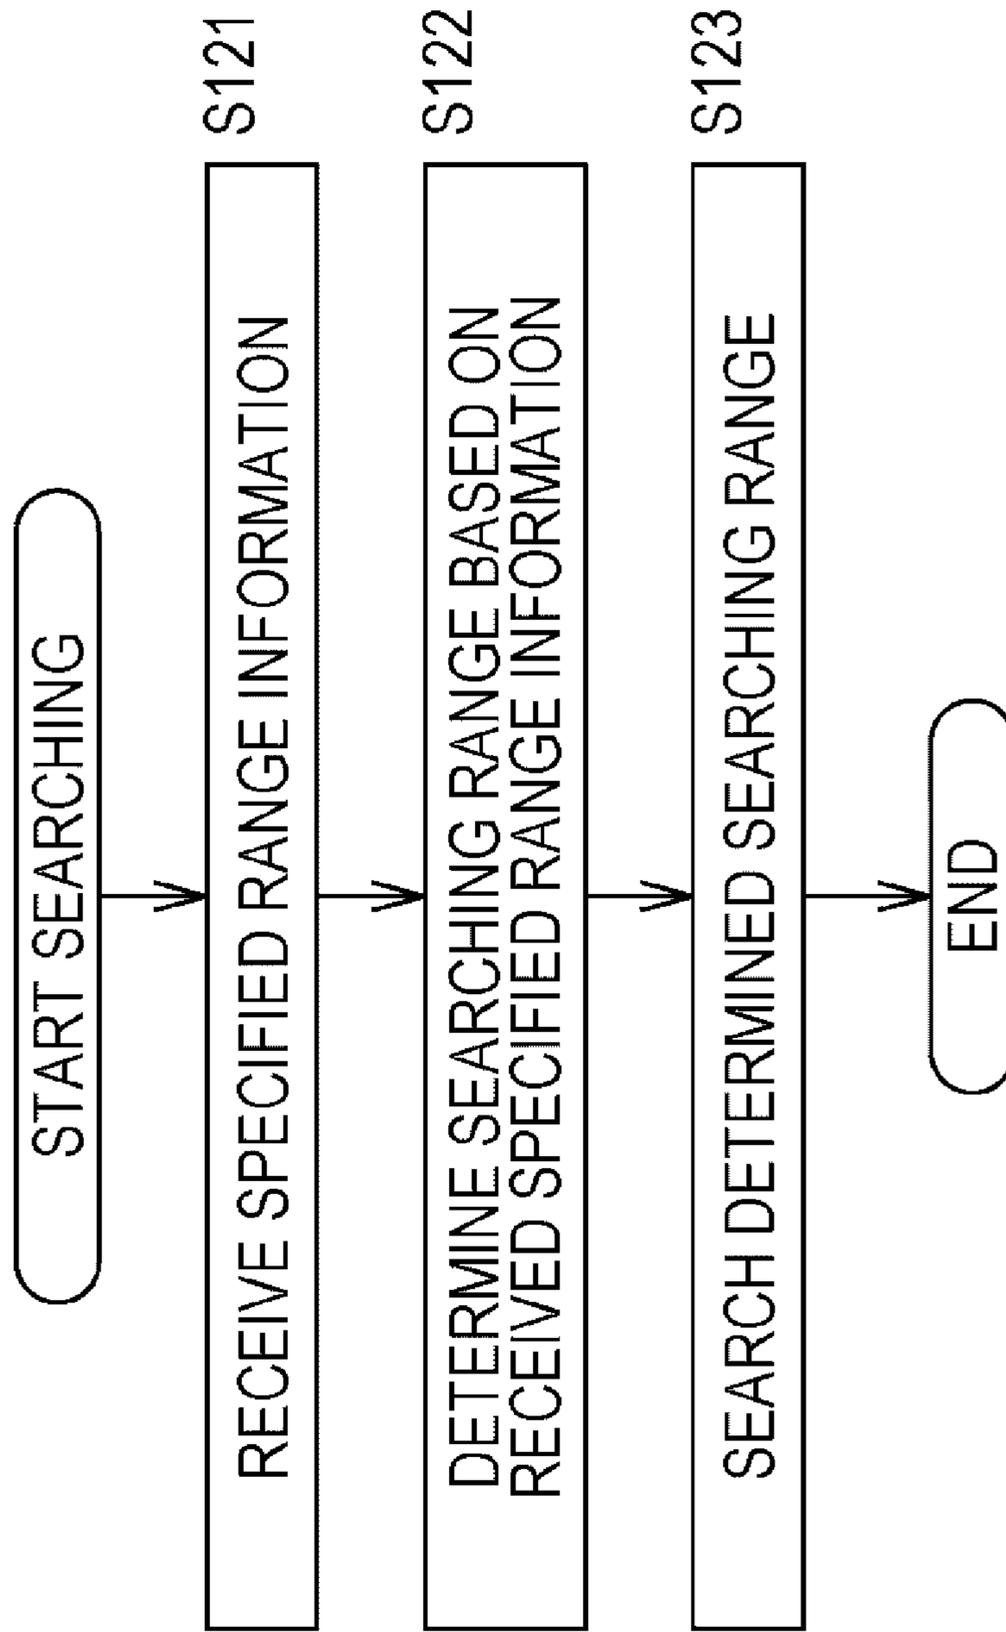 START SEARCHING
RECEIVE SPECIFIED RANGE INFORMATION
S121
DETERMINE SEARCHING RANGE BASED ON
RECEIVED SPECIFIED RANGE INFORMATION
S122
SEARCH DETERMINED SEARCHING RANGE
S123
END